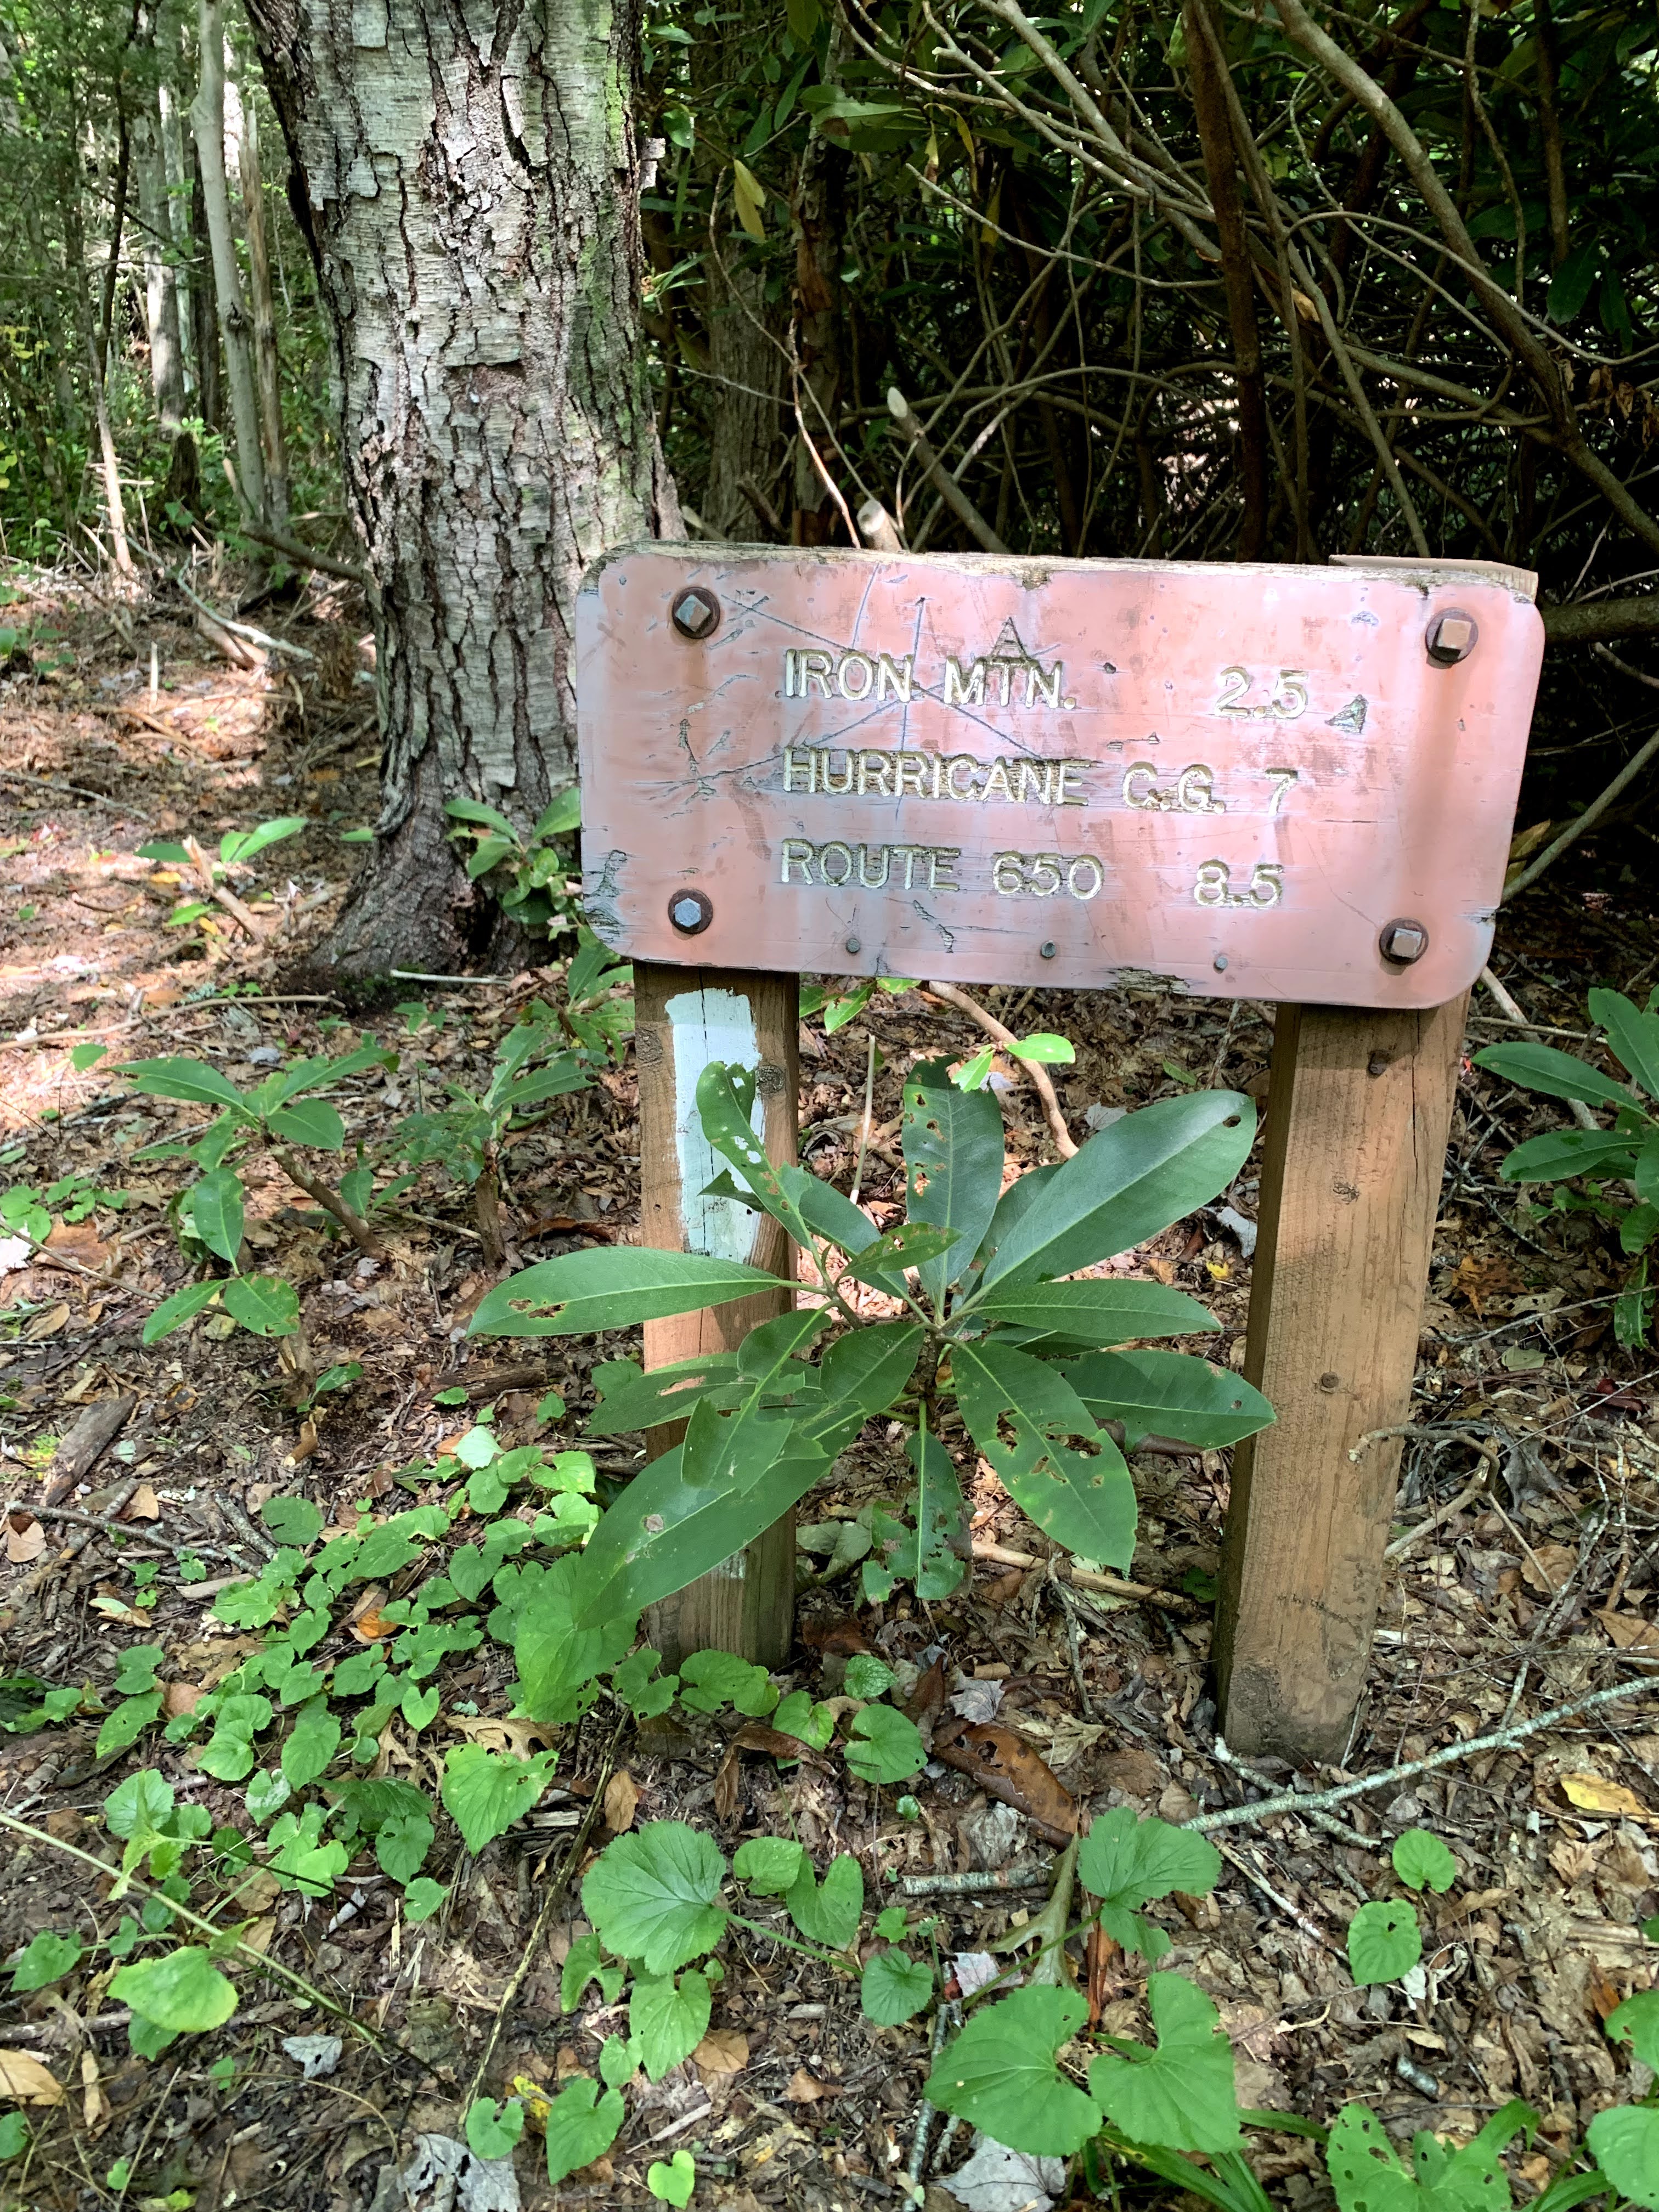 IRON MTN. 2.5
HURRICANE C.G. 7
ROUTE 650 8.5